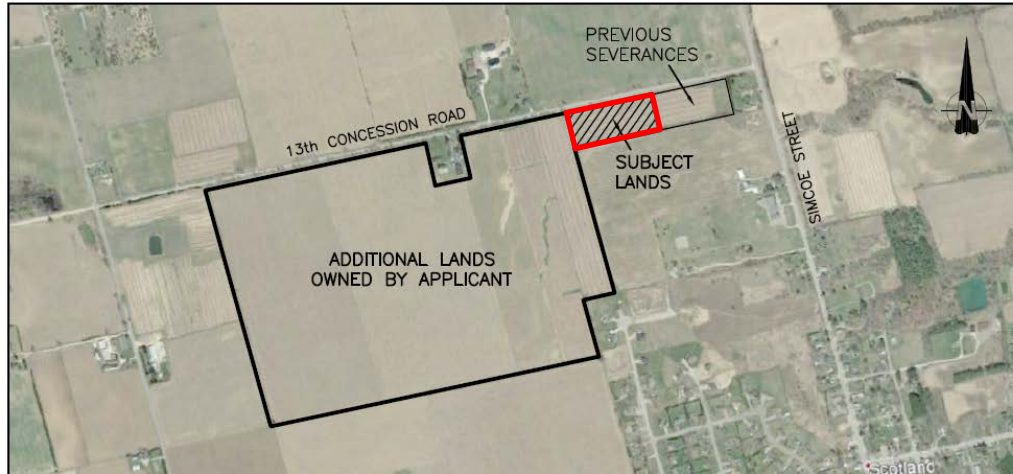 PREVIOUS
SEVERANCES
N
13th CONCESSION ROAD
SUBJECT
LANDS
SIMCOE STREET
ADDITIONAL LANDS
OWNED BY APPLICANT
Scotland